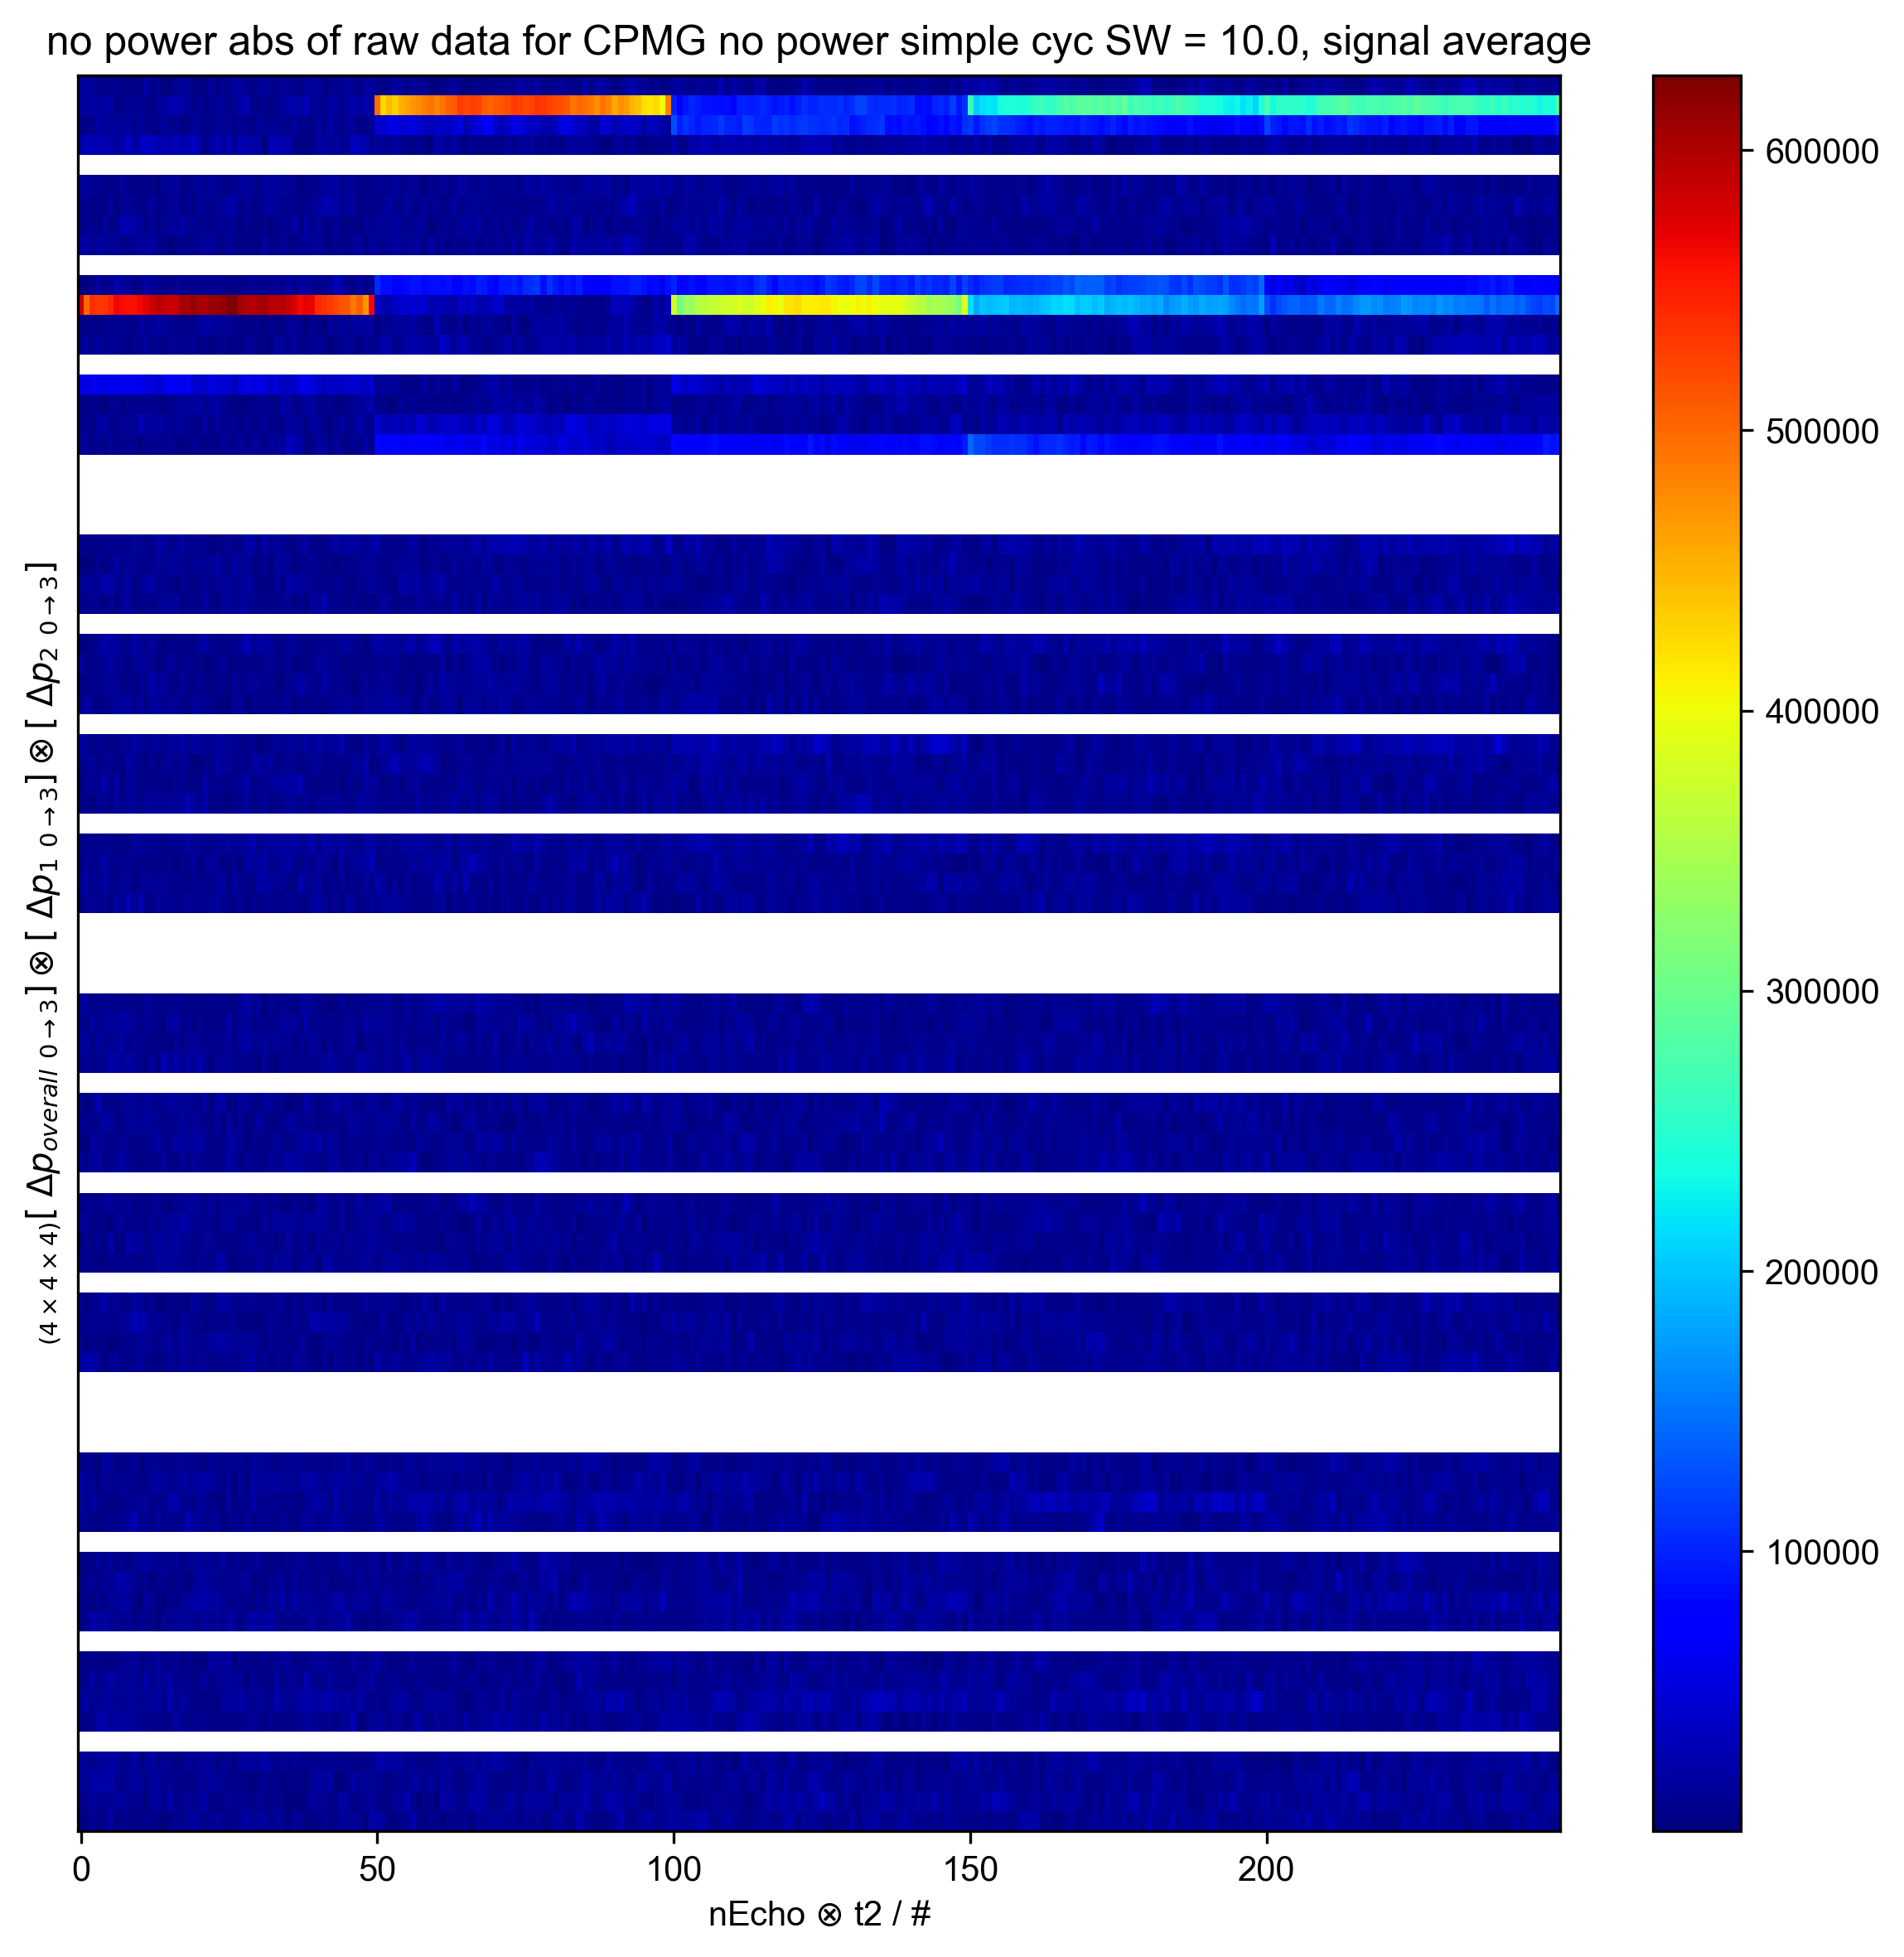 no power abs of raw data for CPMG no power simple cyc SW = 10.0, signal average
(4 × 4 × 4)[ Δp_overall 0→3] ⊗ [ Δp_1 0→3] ⊗ [ Δp_2 0→3]
600000
500000
400000
300000
200000
100000
0 50 100 150 200
nEcho ⊗ t2 / #